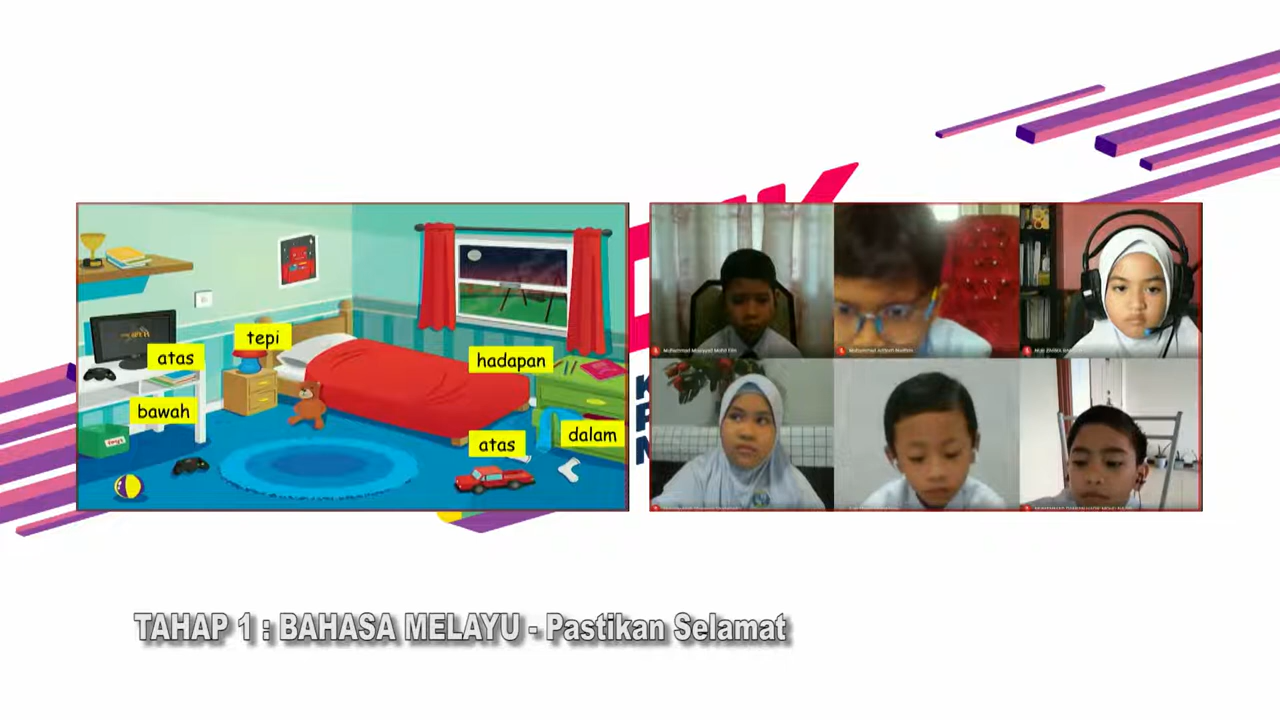 tepi
atas
hadapan
bawah
dalam
atas
TAHAP 1 : BAHASA MELAYU - Pastikan Selamat